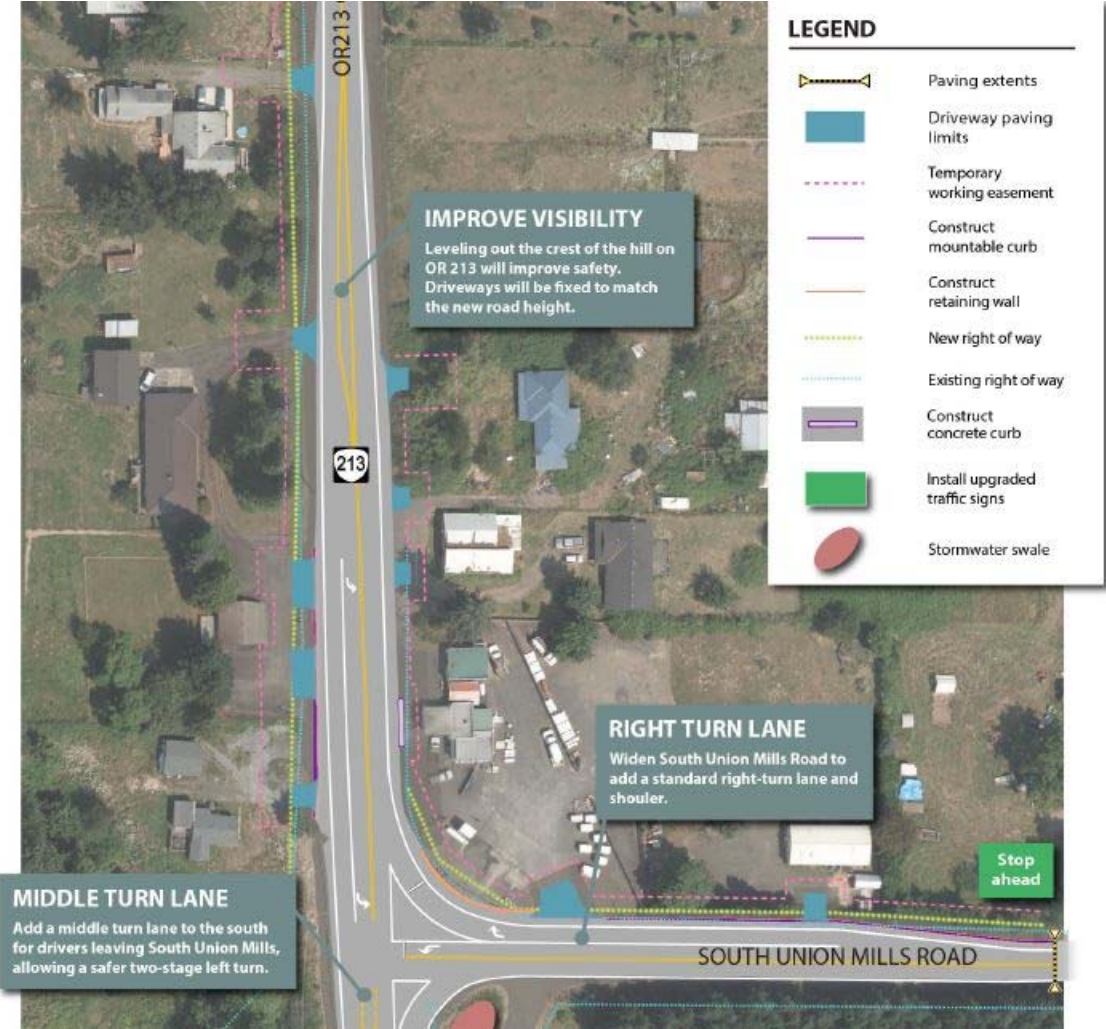 OR213
LEGEND
Paving extents
Driveway paving
limits
Temporary
working easement
Construct
mountable curb
Construct
retaining wall
New right of way
Existing right of way
Construct
concrete curb
Install upgraded
traffic signs
Stormwater swale
IMPROVE VISIBILITY
Leveling out the crest of the hill on
OR 213 will improve safety.
Driveways will be fixed to match
the new road height.
213
RIGHT TURN LANE
Widen South Union Mills Road to
add a standard right-turn lane and
shouler.
Stop
ahead
MIDDLE TURN LANE
Add a middle turn lane to the south
for drivers leaving South Union Mills,
allowing a safer two-stage left turn.
SOUTH UNION MILLS ROAD